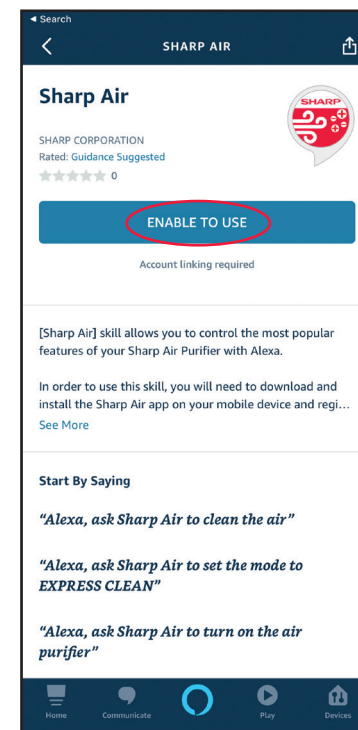 Search
SHARP AIR
Sharp Air
SHARP
SHARP CORPORATION
Rated: Guidance Suggested
0
ENABLE TO USE
Account linking required
[Sharp Air] skill allows you to control the most popular
features of your Sharp Air Purifier with Alexa.
In order to use this skill, you will need to download and
install the Sharp Air app on your mobile device and regi...
See More
Start By Saying
“Alexa, ask Sharp Air to clean the air”
“Alexa, ask Sharp Air to set the mode to
EXPRESS CLEAN”
“Alexa, ask Sharp Air to turn on the air
purifier”
Home Communicate Play Devices